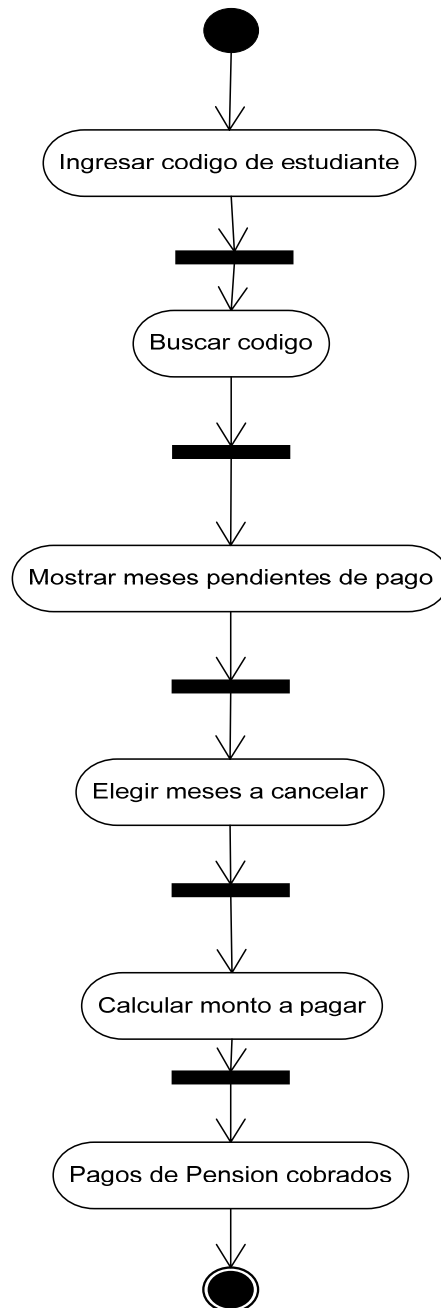 Ingresar codigo de estudiante
Buscar codigo
Mostrar meses pendientes de pago
Elegir meses a cancelar
Calcular monto a pagar
Pagos de Pension cobrados